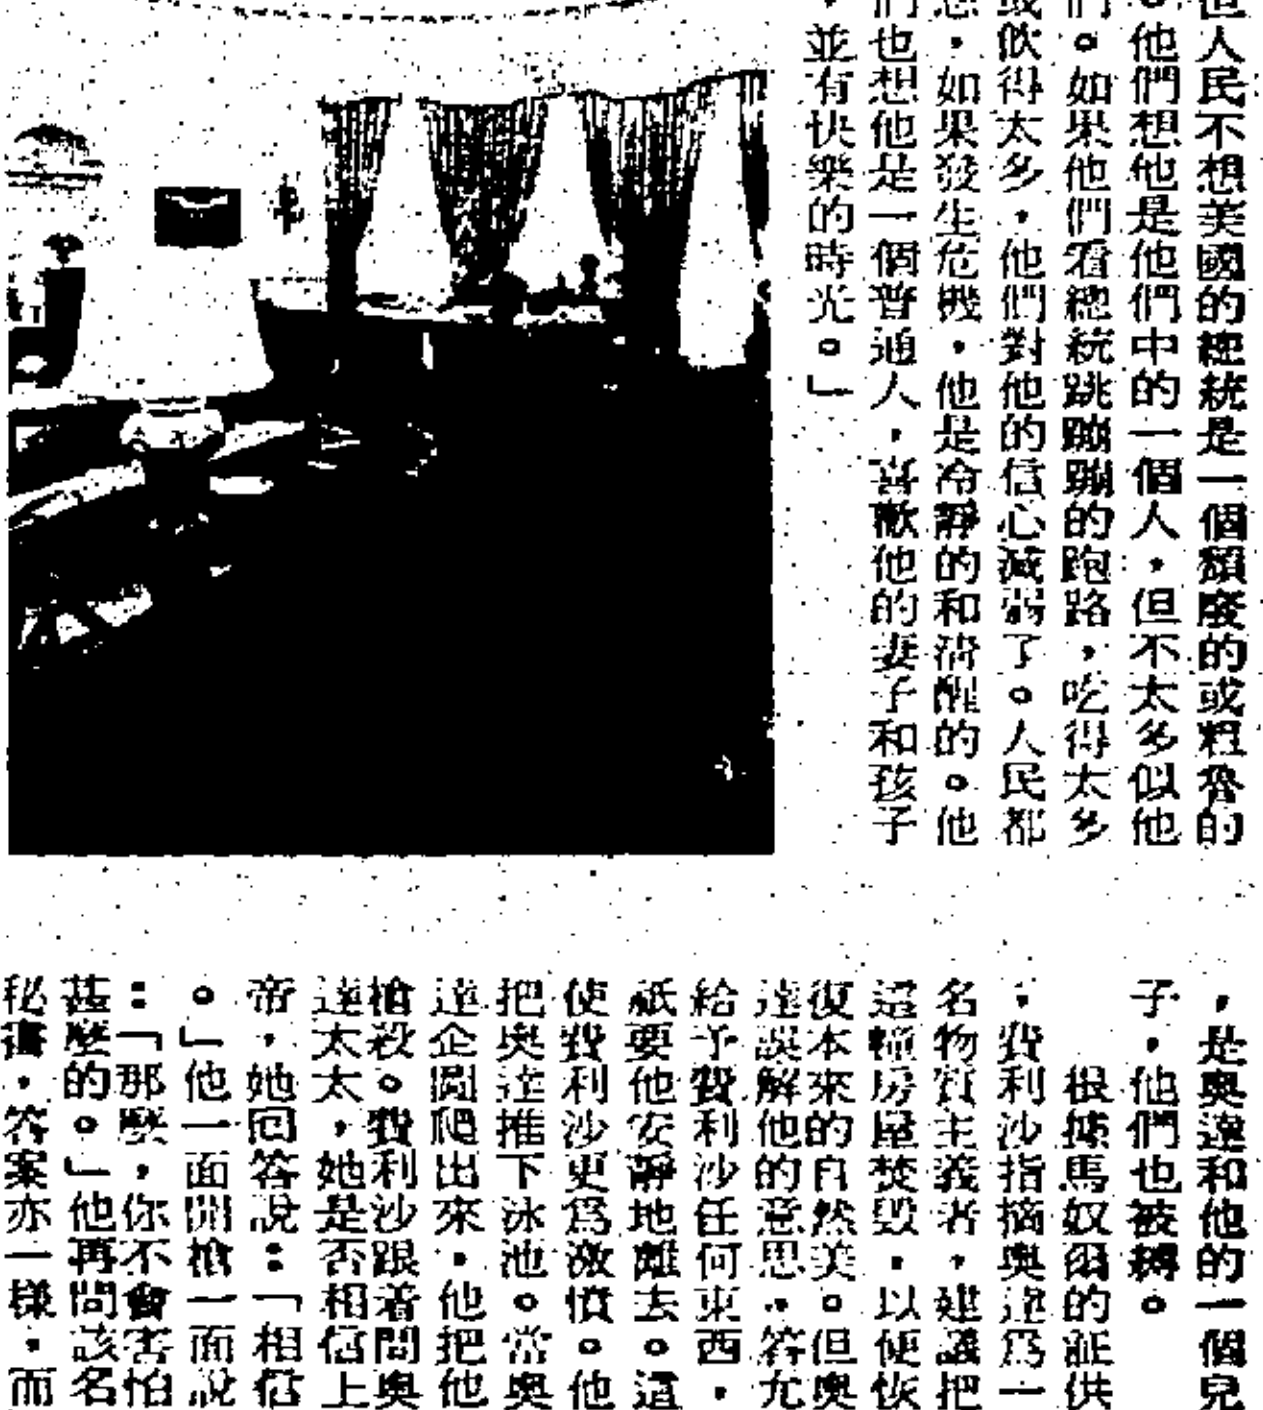 但人民不想美國的總統是一個頹廢的或粗魯的
。他們想他是他們中的一個人,但不太多似他
們。如果他們看總統跳蹦蹦的跑路,吃得太多
或飲得太多,他們對他的信心減弱了。人民都
想,如果發生危機,他是冷靜的和清醒的。他
們也想他是一個普通人,喜歡他的妻子和孩子
,並有快樂的時光。」
,是奧達和他的一個兒
子,他們也被縛。
根據馬奴爾的証供
,費利沙指摘奧達為一
名物質主義者,建議把
這幢房屋焚毀,以便恢
復本來的自然美。但奧
達誤解他的意思,答允
給予費利沙任何東西,
祇要他安靜地離去。這
使費利沙更爲激憤。他
把奧達推下泳池。當奧
達企圖爬出來,他把他
槍殺。費利沙跟着問奧
達太太,她是否相信上
帝,她回答說:「相信
。」他一面開槍一面說
:「那麽,你不會害怕
甚麽的。」他再問該名
秘書,答案亦一樣,而